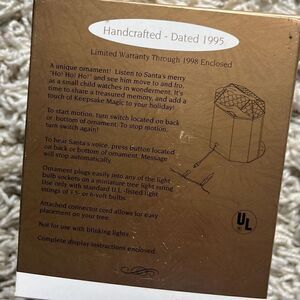 Handcrafted - Dated 1995
Limited Warranty Through 1998 Enclosed
A unique ornament! Listen to Santa's merry
"Ho! Ho! Ho!" and see him move to and fro,
as a small child watches in wonderment. It's
time to share a treasured memory, and add a
touch of Keepsake Magic to your holiday!
To start motion, turn switch located on back
or bottom of ornament. To stop motion,
turn switch again!
To hear Santa's voice, press button located
on back or bottom of ornament. Message
will stop automatically.
Ornament plugs easily into any of the light
bulb sockets on a miniature tree light string.
Use only with standard U.L.-listed light
strings of 3.5- or 6-volt bulbs.
Attached connector cord allows for easy
placement on your tree.
Not for use with blinking lights.
Complete display instructions enclosed.
UL